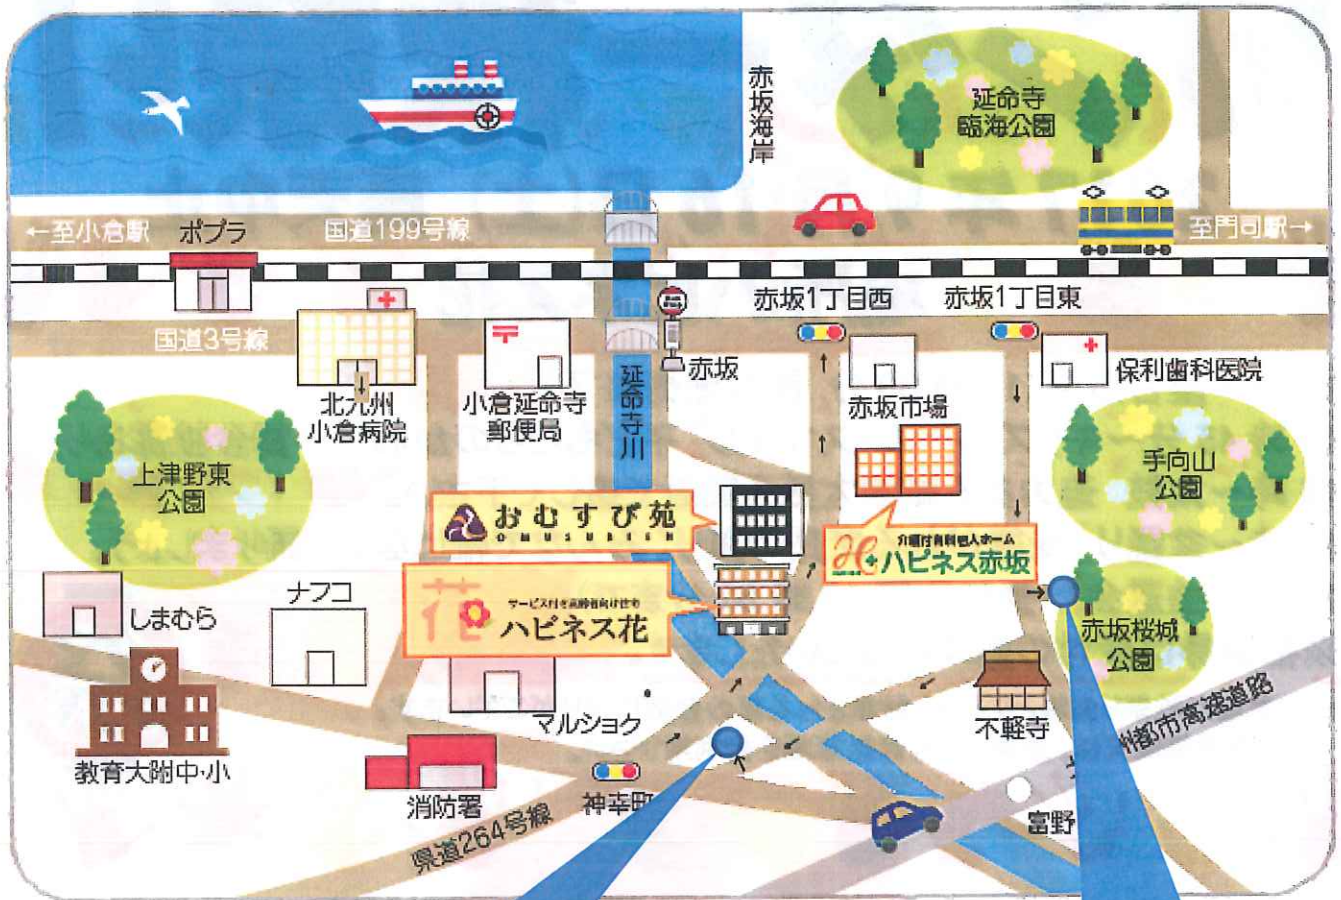 赤坂海岸
延命寺
臨海公園
←至小倉駅
ポプラ
国道199号線
至門司駅→
赤坂1丁目西
赤坂1丁目東
国道3号線
赤坂
保利歯科医院
北九州
小倉病院
小倉延命寺
郵便局
延命寺川
赤坂市場
上津野東
公園
手向山
公園
おむすび苑
OMUSUBIEN
介護付有料老人ホーム
ハピネス赤坂
サービス付き高齢者向け住宅
花
ハピネス花
しまむら
ナフコ
赤坂桜城
公園
マルショク
不軽寺
州都市高速道路
教育大附中・小
消防署
神幸町
県道264号線
富野